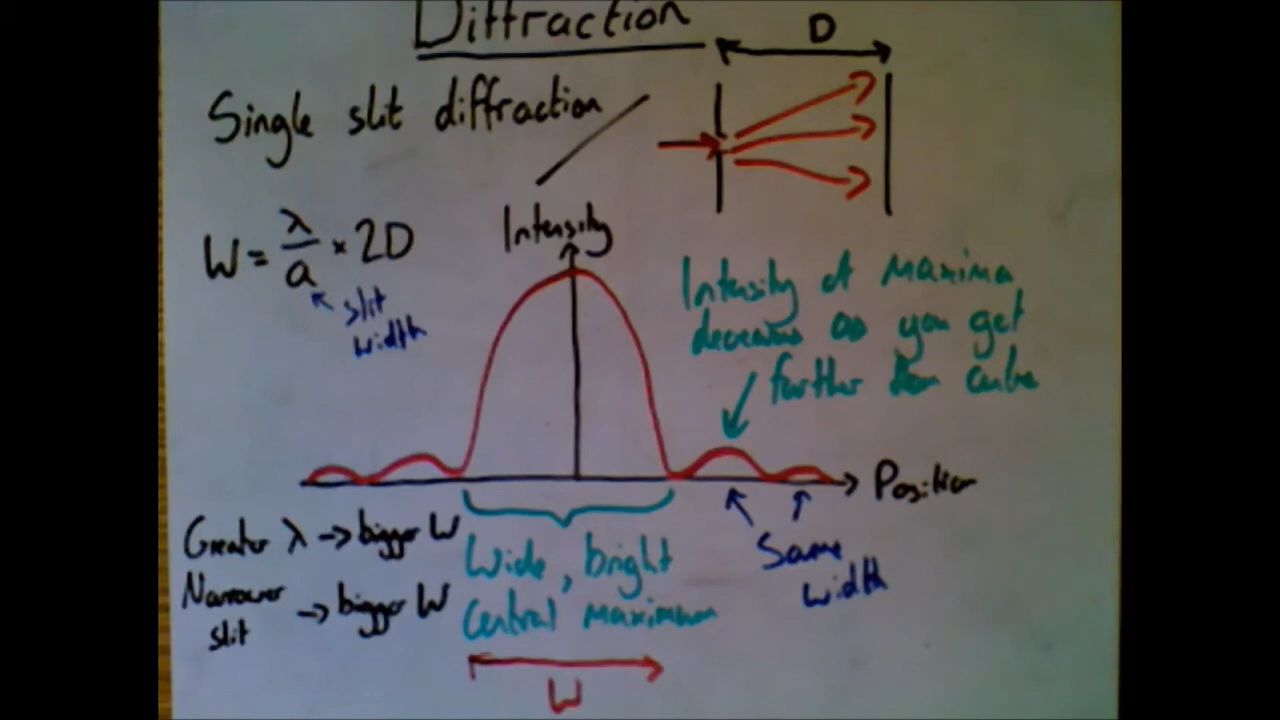 Diffraction
D
Single slit diffraction
W = λ/a × 2D
slit
width
Intensity
Intensity of maxima
decreases as you get
further from centre
Position
Same
width
Greater λ → bigger W
Narrower
slit → bigger W
Wide, bright
Central maximum
W